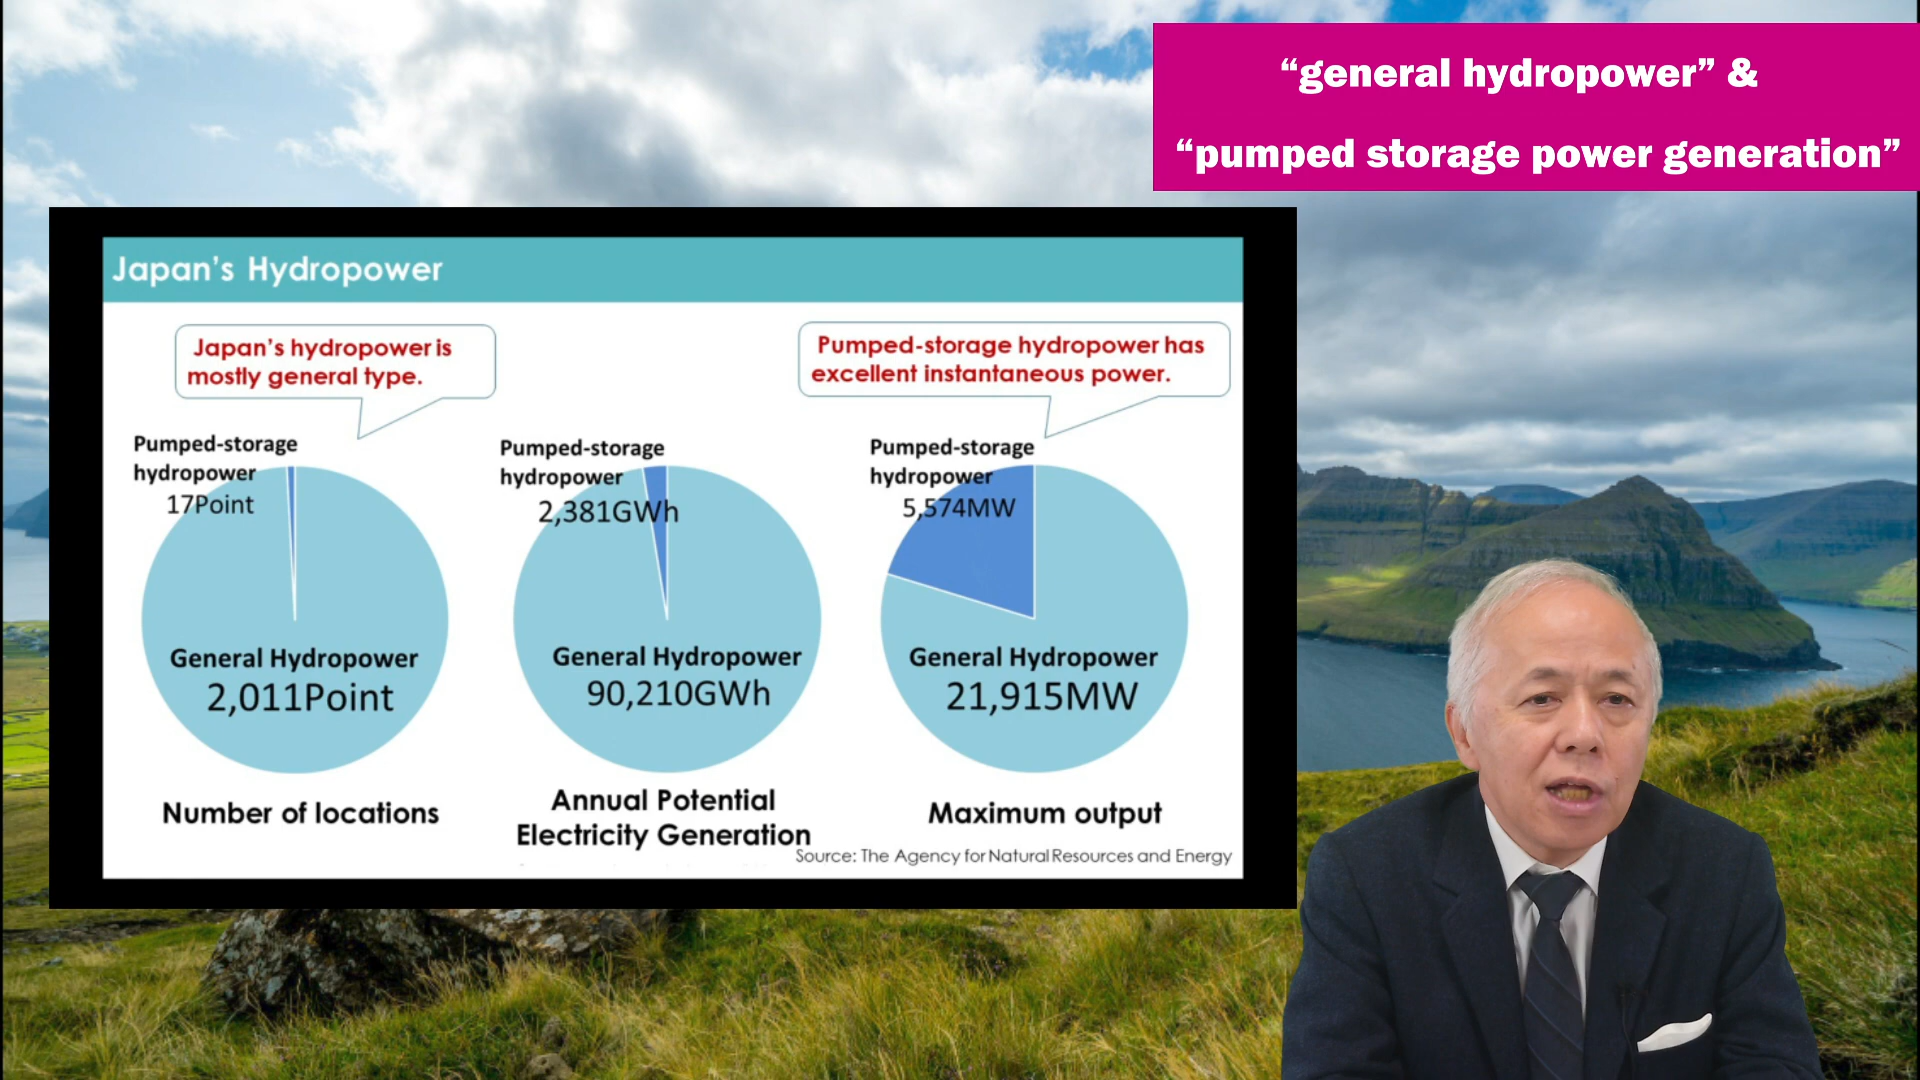 “general hydropower” &
“pumped storage power generation”
Japan’s Hydropower
Japan’s hydropower is
mostly general type.
Pumped-storage hydropower has
excellent instantaneous power.
Pumped-storage
hydropower
17Point
General Hydropower
2,011Point
Number of locations
Pumped-storage
hydropower
2,381GWh
General Hydropower
90,210GWh
Annual Potential
Electricity Generation
Pumped-storage
hydropower
5,574MW
General Hydropower
21,915MW
Maximum output
Source: The Agency for Natural Resources and Energy